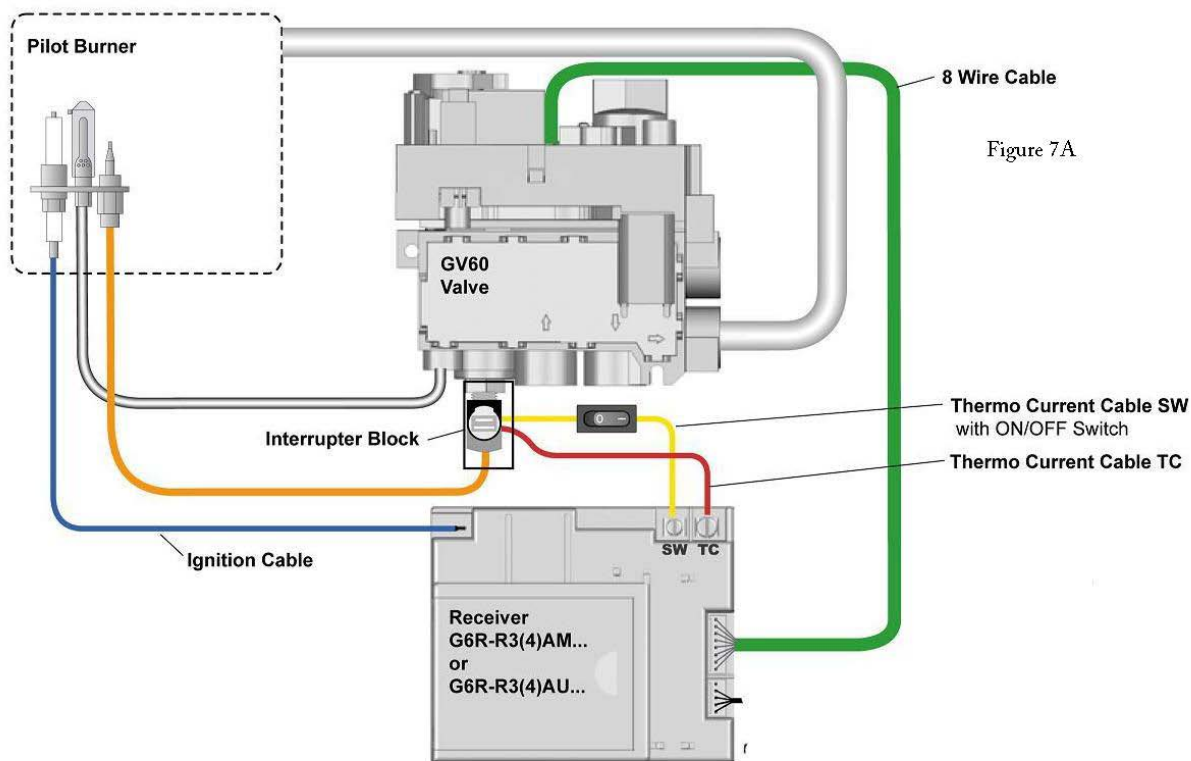 Pilot Burner
8 Wire Cable
Figure 7A
GV60
Valve
0
Thermo Current Cable SW
with ON/OFF Switch
Interrupter Block
Thermo Current Cable TC
SW TC
Ignition Cable
Receiver
G6R-R3(4)AM...
or
G6R-R3(4)AU...